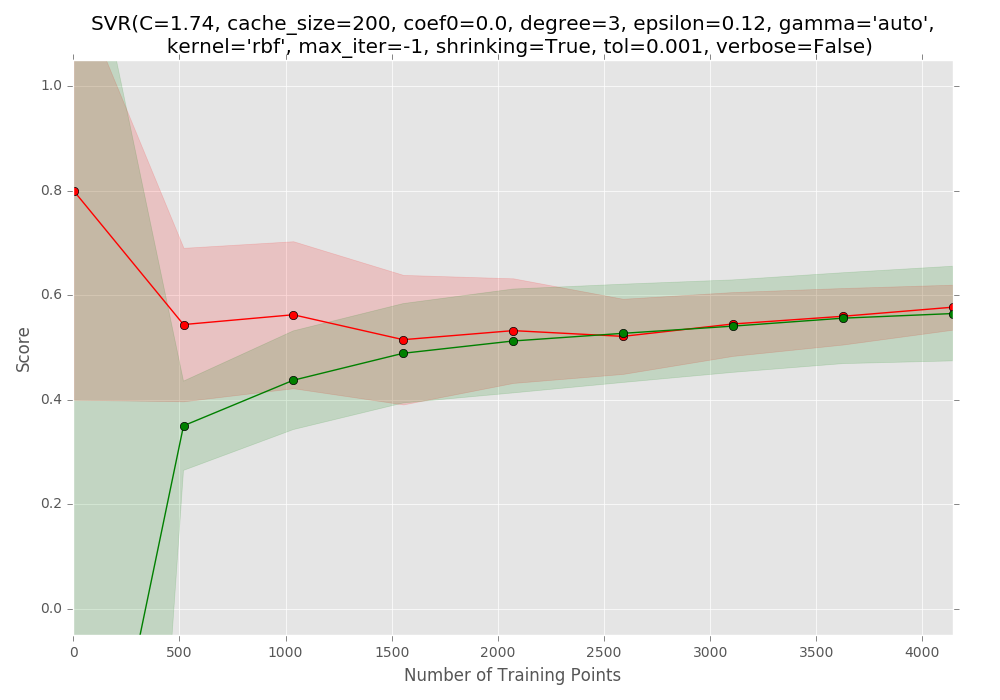 SVR(C=1.74, cache_size=200, coef0=0.0, degree=3, epsilon=0.12, gamma='auto',
kernel='rbf', max_iter=-1, shrinking=True, tol=0.001, verbose=False)
1.0
0.8
0.6
0.4
0.2
0.0
Score
0 500 1000 1500 2000 2500 3000 3500 4000
Number of Training Points